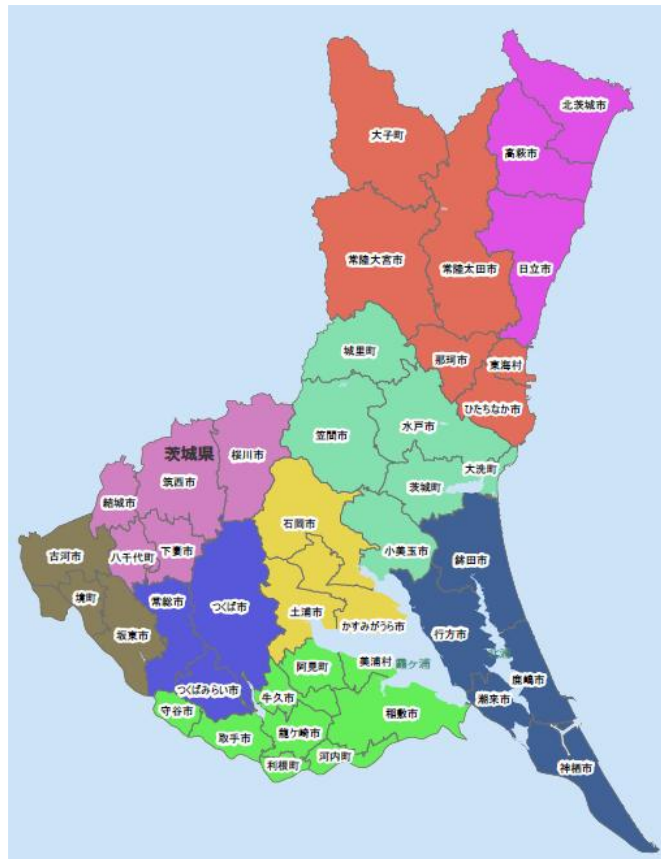 北茨城市
大子町
高萩市
常陸大宮市
常陸太田市
日立市
城里町
那珂市
東海村
ひたちなか市
水戸市
笠間市
茨城県
桜川市
大洗町
筑西市
茨城町
結城市
石岡市
小美玉市
鉾田市
古河市
八千代町
下妻市
境町
常総市
つくば市
土浦市
かすみがうら市
行方市
坂東市
美浦村
霞ヶ浦
阿見町
鹿嶋市
つくばみらい市
牛久市
潮来市
守谷市
稲敷市
取手市
龍ケ崎市
河内町
利根町
神栖市